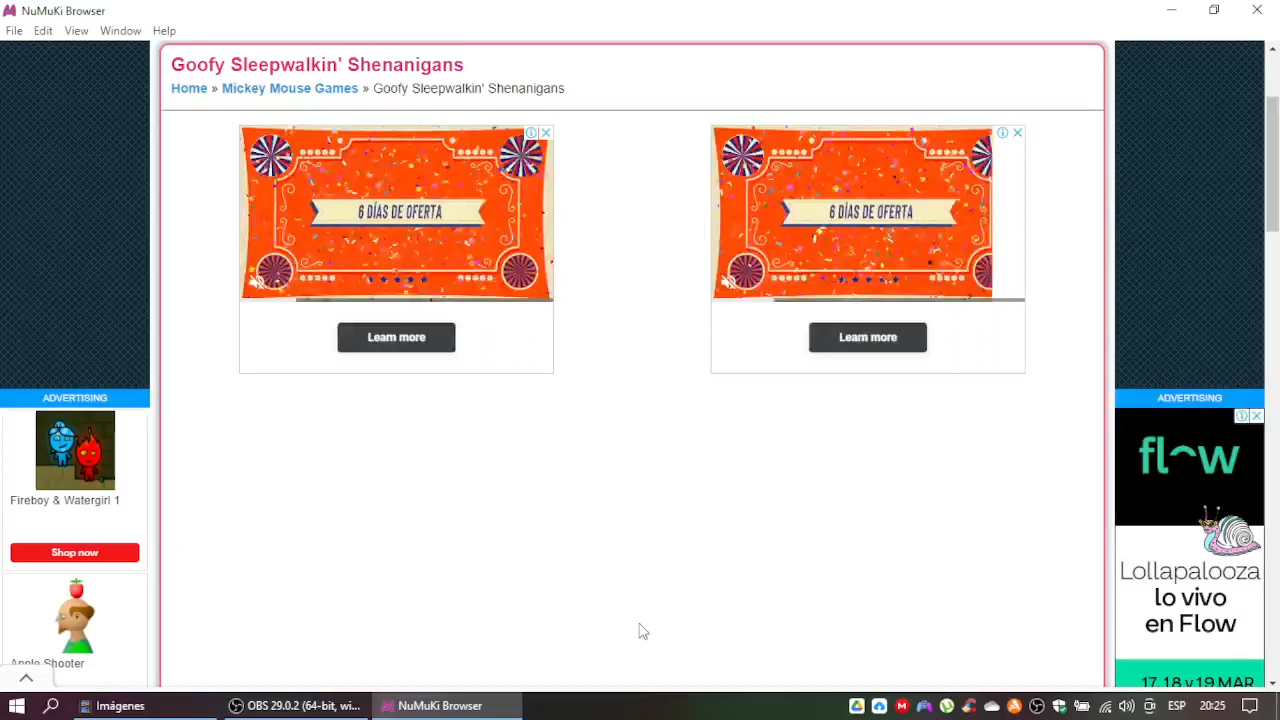 NuMuKi Browser
File Edit View Window Help
Goofy Sleepwalkin' Shenanigans
Home » Mickey Mouse Games » Goofy Sleepwalkin' Shenanigans
6 DÍAS DE OFERTA
6 DÍAS DE OFERTA
Learn more
Learn more
ADVERTISING
Fireboy & Watergirl 1
Shop now
Apple Shooter
ADVERTISING
flow
Lollapalooza
lo vivo
en Flow
17, 18 y 19 MAR
Imágenes
OBS 29.0.2 (64-bit, wi...
NuMuKi Browser
ESP
20:25